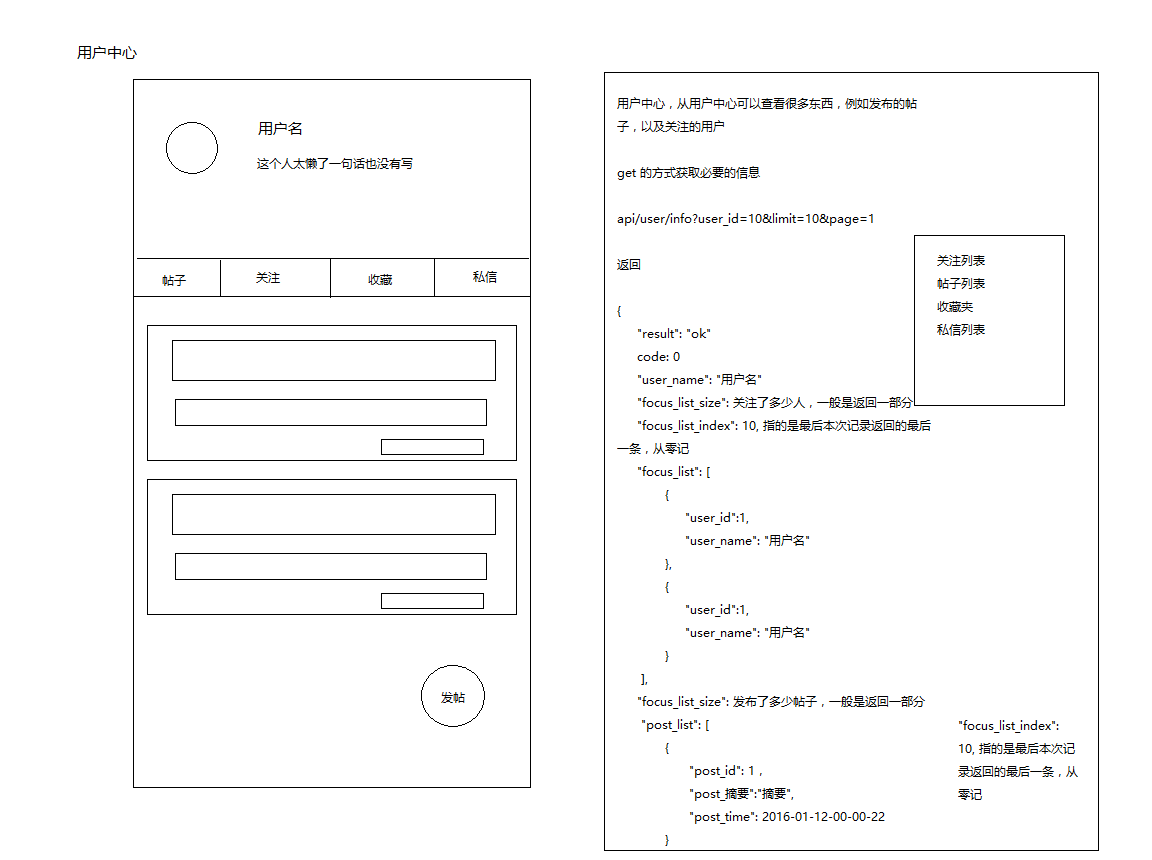 用户中心
用户名
这个人太懒了一句话也没有写
帖子
关注
收藏
私信
发帖
用户中心，从用户中心可以查看很多东西，例如发布的帖
子，以及关注的用户
get 的方式获取必要的信息
api/user/info?user_id=10&limit=10&page=1
返回
{
"result": "ok"
code: 0
"user_name": "用户名"
"focus_list_size": 关注了多少人，一般是返回一部分
"focus_list_index": 10, 指的是最后本次记录返回的最后
一条，从零记
"focus_list": [
{
"user_id":1,
"user_name": "用户名"
},
{
"user_id":1,
"user_name": "用户名"
}
],
"focus_list_size": 发布了多少帖子，一般是返回一部分
"post_list": [
{
"post_id": 1 ,
"post_摘要":"摘要",
"post_time": 2016-01-12-00-00-22
}
关注列表
帖子列表
收藏夹
私信列表
"focus_list_index":
10, 指的是最后本次记
录返回的最后一条，从
零记